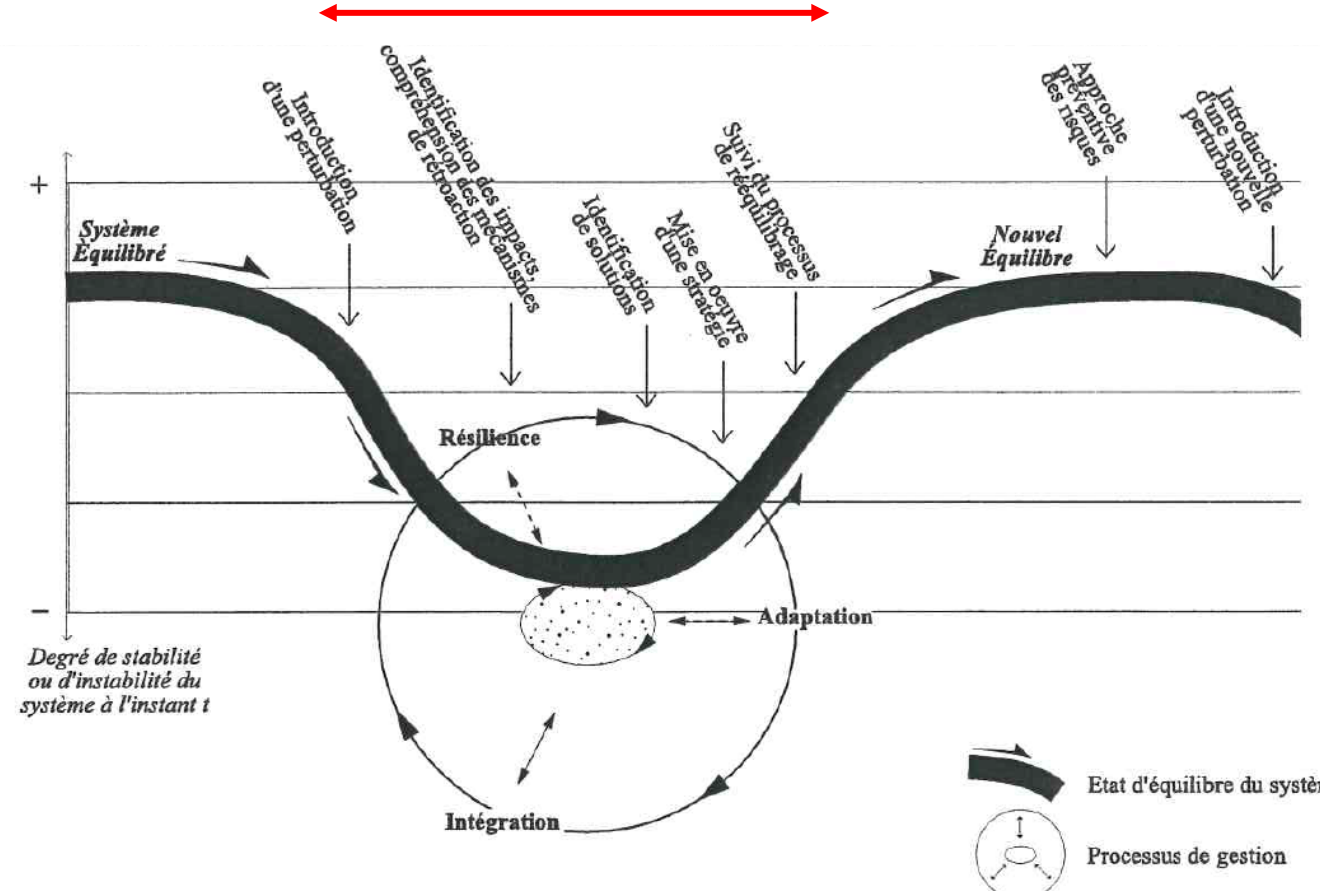 Introduction
d'une perturbation
Identification des impacts,
compréhension des mécanismes
de rétroaction
Identification
de solutions
Mise en oeuvre
d'une stratégie
Suivi du processus
de rééquilibrage
Approche
préventive
des risques
Introduction
d'une nouvelle
perturbation
+
Système
Équilibré
Nouvel
Équilibre
Résilience
Adaptation
−
Degré de stabilité
ou d'instabilité du
système à l'instant t
Intégration
Etat d'équilibre du systèm
Processus de gestion